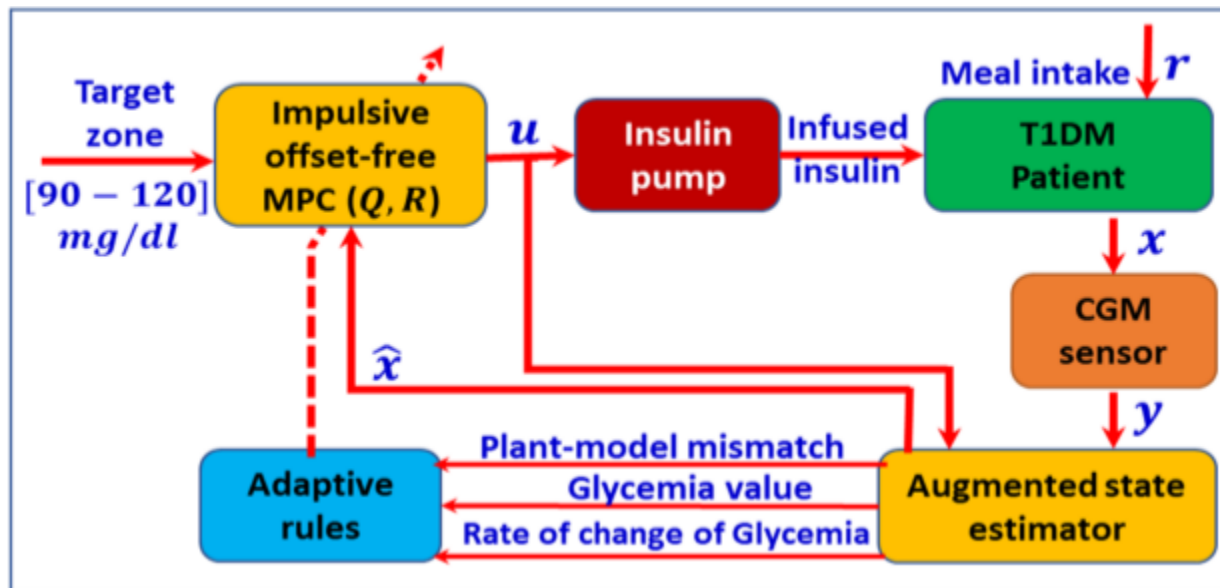 Target
zone
[90 − 120]
mg/dl
Impulsive
offset-free
MPC (Q, R)
u
Insulin
pump
Infused
insulin
Meal intake
r
T1DM
Patient
x
CGM
sensor
y
x̂
Plant-model mismatch
Glycemia value
Rate of change of Glycemia
Adaptive
rules
Augmented state
estimator